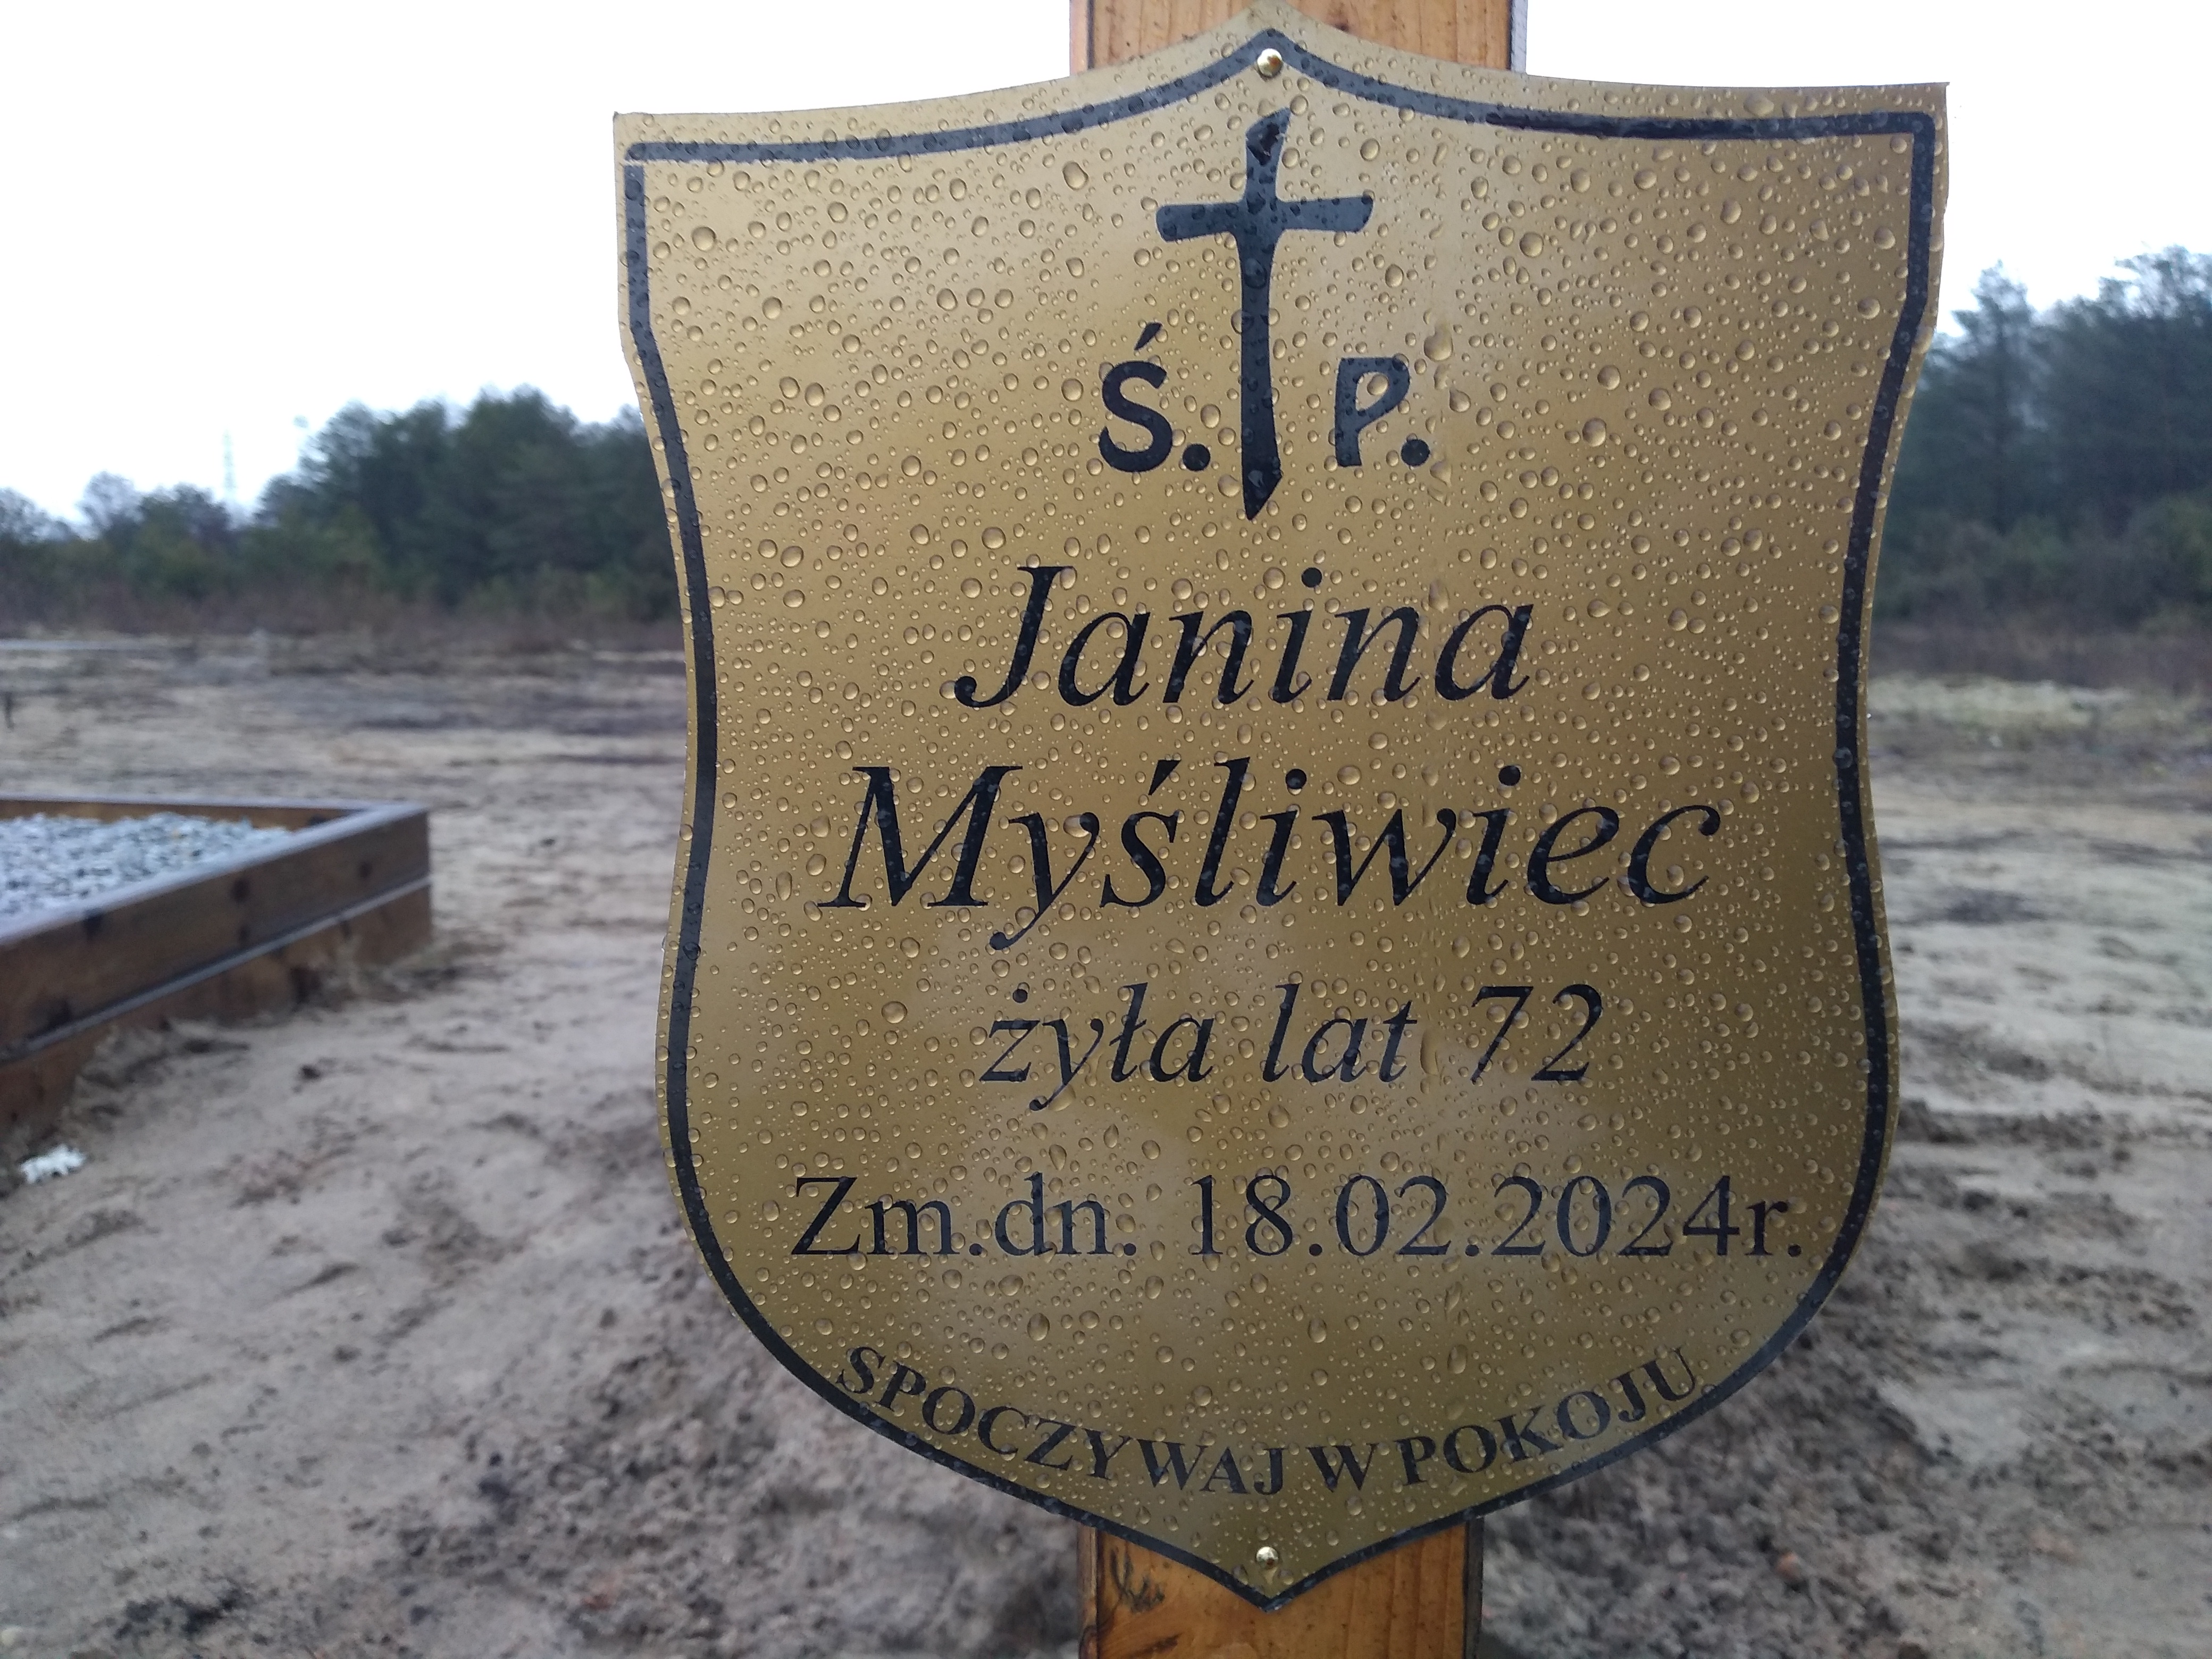 Ś. P.
Janina
Myśliwiec
żyła lat 72
Zm.dn. 18.02.2024r.
SPOCZYWAJ W POKOJU